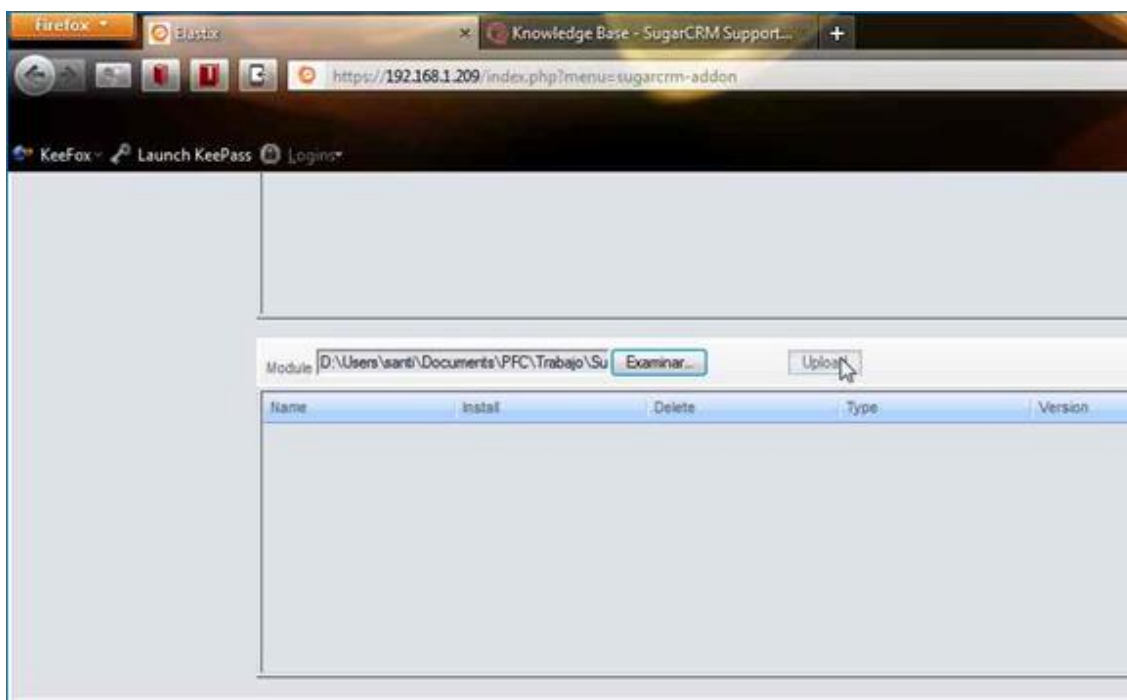 Firefox
Elastix
Knowledge Base - SugarCRM Support...
https://192.168.1.209/index.php?menu=sugarcrm-addon
KeeFox Launch KeePass Logins
Module D:\Users\santi\Documents\PFC\Trabajo\Su Examinar... Upload
Name Install Delete Type Version